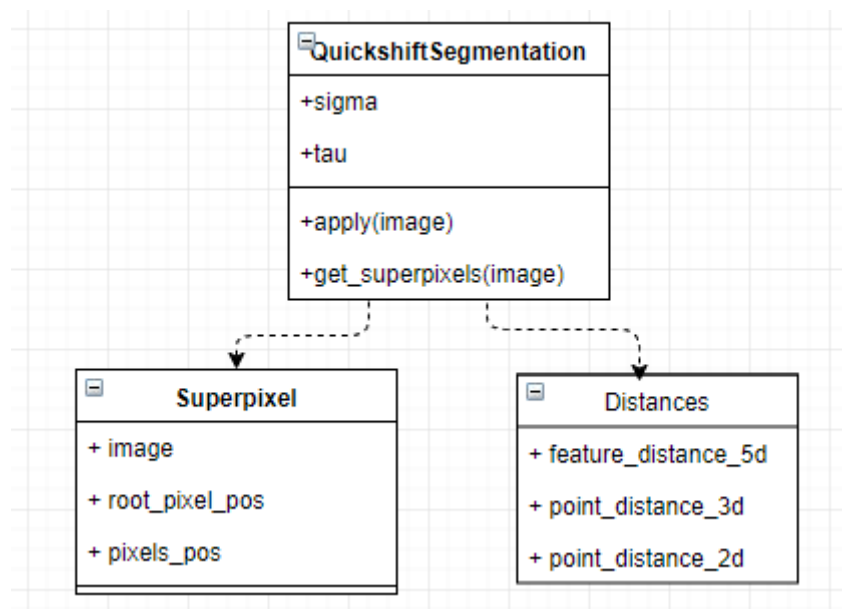 QuickshiftSegmentation
+sigma
+tau
+apply(image)
+get_superpixels(image)
Superpixel
+ image
+ root_pixel_pos
+ pixels_pos
Distances
+ feature_distance_5d
+ point_distance_3d
+ point_distance_2d